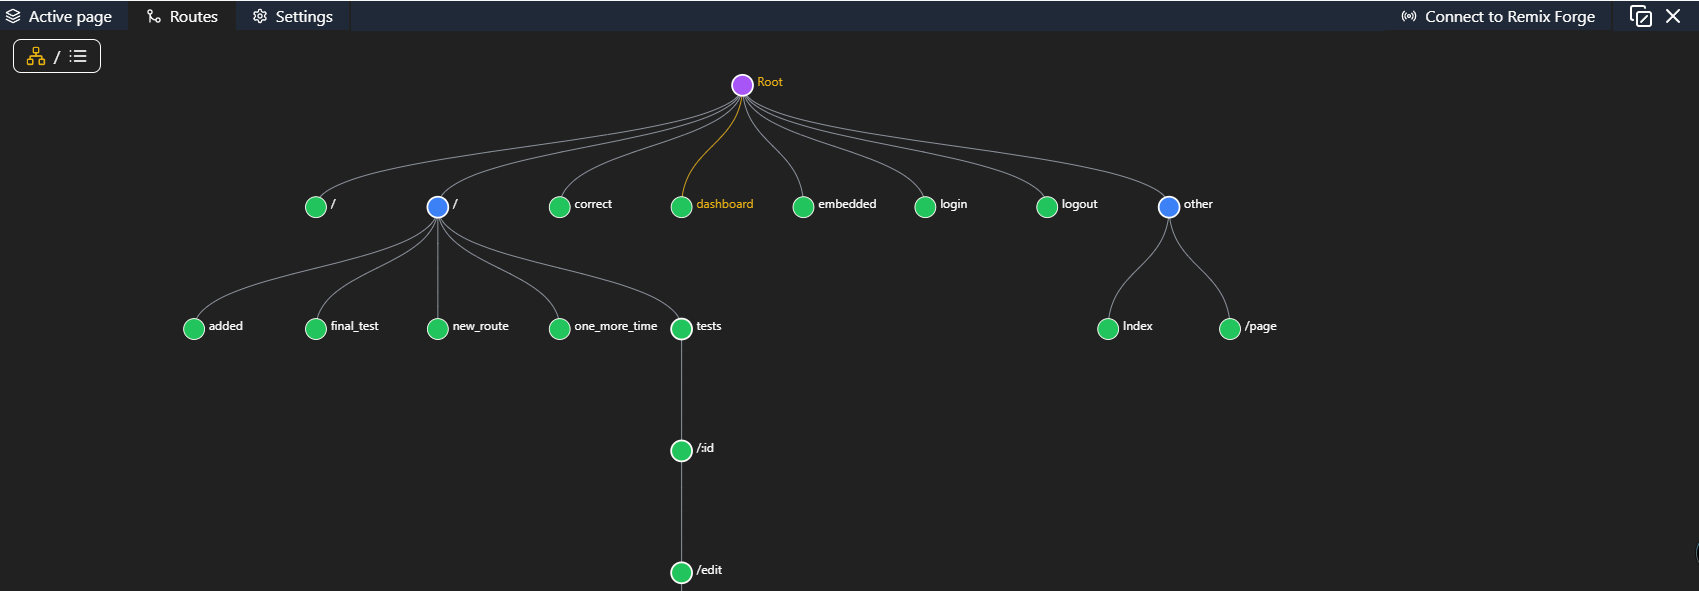 Active page
Routes
Settings
Connect to Remix Forge
/
Root
/
/
correct
dashboard
embedded
login
logout
other
added
final_test
new_route
one_more_time
tests
Index
/page
/:id
/edit